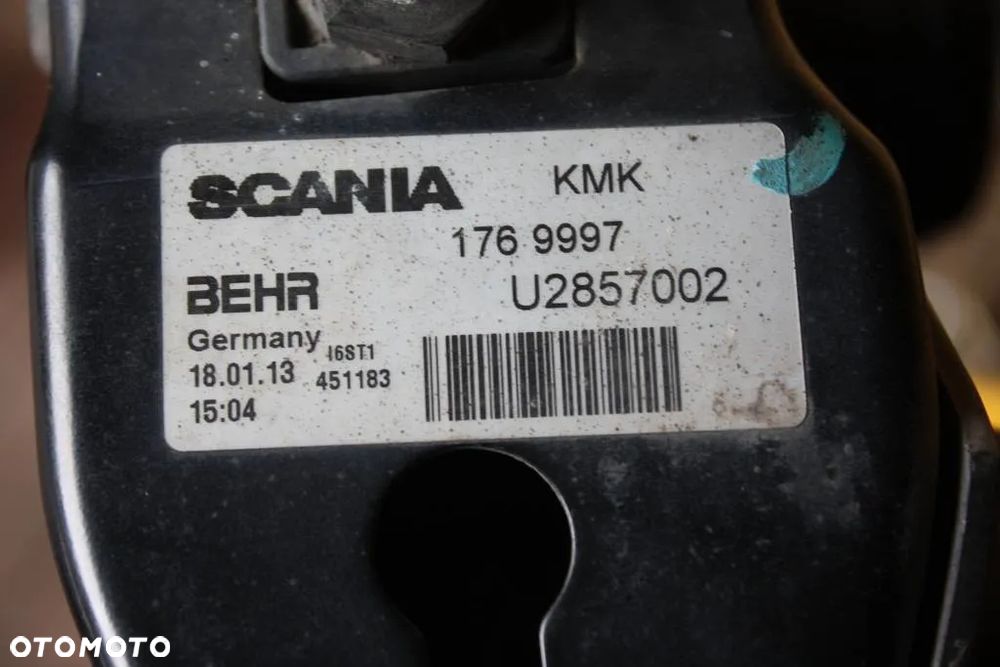 SCANIA KMK
176 9997
BEHR U2857002
Germany I6ST1
18.01.13 451183
15:04
OTOMOTO